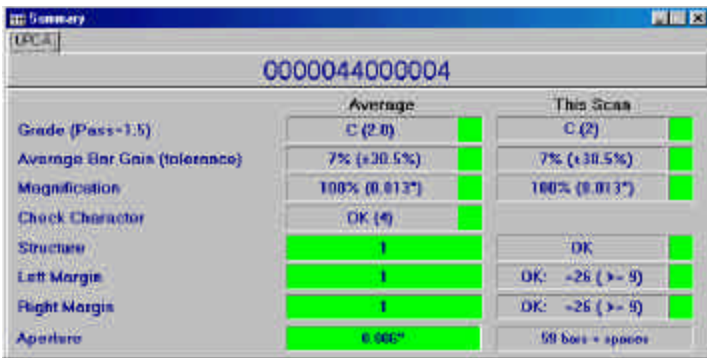 Summary
UPCA
0000044000004
Average This Scan
Grade (Pass=1.5) C (2.0) C (2)
Average Bar Gain (tolerance) 7% (±30.5%) 7% (±30.5%)
Magnification 100% (0.013") 100% (0.013")
Check Character OK (4)
Structure 1 OK
Left Margin 1 OK: ~26 (>= 9)
Right Margin 1 OK: ~26 (>= 9)
Aperture 0.006" 59 bars + spaces